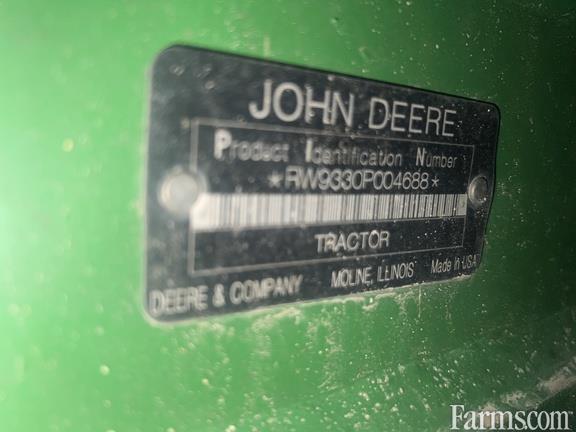 JOHN DEERE
Product Identification Number
*RW9330P004688*
TRACTOR
DEERE & COMPANY MOLINE, ILLINOIS Made in USA
Farms.com